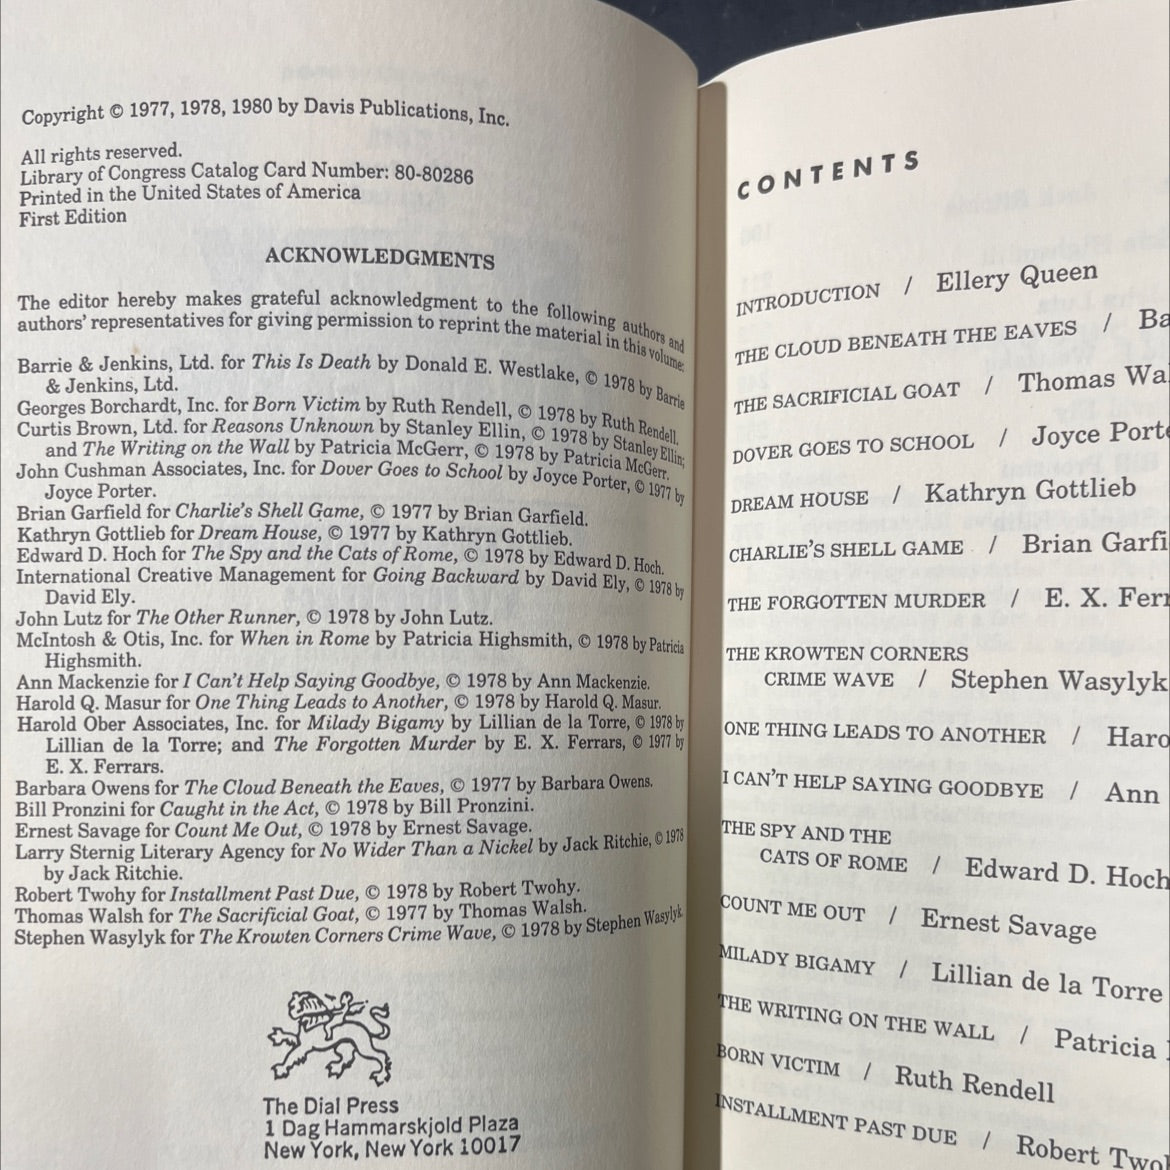 Copyright © 1977, 1978, 1980 by Davis Publications, Inc.
All rights reserved.
Library of Congress Catalog Card Number: 80-80286
Printed in the United States of America
First Edition
ACKNOWLEDGMENTS
The editor hereby makes grateful acknowledgment to the following authors and
authors' representatives for giving permission to reprint the material in this volume:
Barrie & Jenkins, Ltd. for This Is Death by Donald E. Westlake, © 1978 by Barrie
& Jenkins, Ltd.
Georges Borchardt, Inc. for Born Victim by Ruth Rendell, © 1978 by Ruth Rendell.
Curtis Brown, Ltd. for Reasons Unknown by Stanley Ellin, © 1978 by Stanley Ellin;
and The Writing on the Wall by Patricia McGerr, © 1978 by Patricia McGerr.
John Cushman Associates, Inc. for Dover Goes to School by Joyce Porter, © 1977 by
Joyce Porter.
Brian Garfield for Charlie's Shell Game, © 1977 by Brian Garfield.
Kathryn Gottlieb for Dream House, © 1977 by Kathryn Gottlieb.
Edward D. Hoch for The Spy and the Cats of Rome, © 1978 by Edward D. Hoch.
International Creative Management for Going Backward by David Ely, © 1978 by
David Ely.
John Lutz for The Other Runner, © 1978 by John Lutz.
McIntosh & Otis, Inc. for When in Rome by Patricia Highsmith, © 1978 by Patricia
Highsmith.
Ann Mackenzie for I Can't Help Saying Goodbye, © 1978 by Ann Mackenzie.
Harold Q. Masur for One Thing Leads to Another, © 1978 by Harold Q. Masur.
Harold Ober Associates, Inc. for Milady Bigamy by Lillian de la Torre, © 1978 by
Lillian de la Torre; and The Forgotten Murder by E. X. Ferrars, © 1977 by
E. X. Ferrars.
Barbara Owens for The Cloud Beneath the Eaves, © 1977 by Barbara Owens.
Bill Pronzini for Caught in the Act, © 1978 by Bill Pronzini.
Ernest Savage for Count Me Out, © 1978 by Ernest Savage.
Larry Sternig Literary Agency for No Wider Than a Nickel by Jack Ritchie, © 1978
by Jack Ritchie.
Robert Twohy for Installment Past Due, © 1978 by Robert Twohy.
Thomas Walsh for The Sacrificial Goat, © 1977 by Thomas Walsh.
Stephen Wasylyk for The Krowten Corners Crime Wave, © 1978 by Stephen Wasylyk
The Dial Press
1 Dag Hammarskjold Plaza
New York, New York 10017
CONTENTS
INTRODUCTION / Ellery Queen
THE CLOUD BENEATH THE EAVES / Ba
THE SACRIFICIAL GOAT / Thomas Wal
DOVER GOES TO SCHOOL / Joyce Porte
DREAM HOUSE / Kathryn Gottlieb
CHARLIE'S SHELL GAME / Brian Garfi
THE FORGOTTEN MURDER / E. X. Ferr
THE KROWTEN CORNERS
CRIME WAVE / Stephen Wasylyk
ONE THING LEADS TO ANOTHER / Haro
I CAN'T HELP SAYING GOODBYE / Ann
THE SPY AND THE
CATS OF ROME / Edward D. Hoch
COUNT ME OUT / Ernest Savage
MILADY BIGAMY / Lillian de la Torre
THE WRITING ON THE WALL / Patricia
BORN VICTIM / Ruth Rendell
INSTALLMENT PAST DUE / Robert Twoh